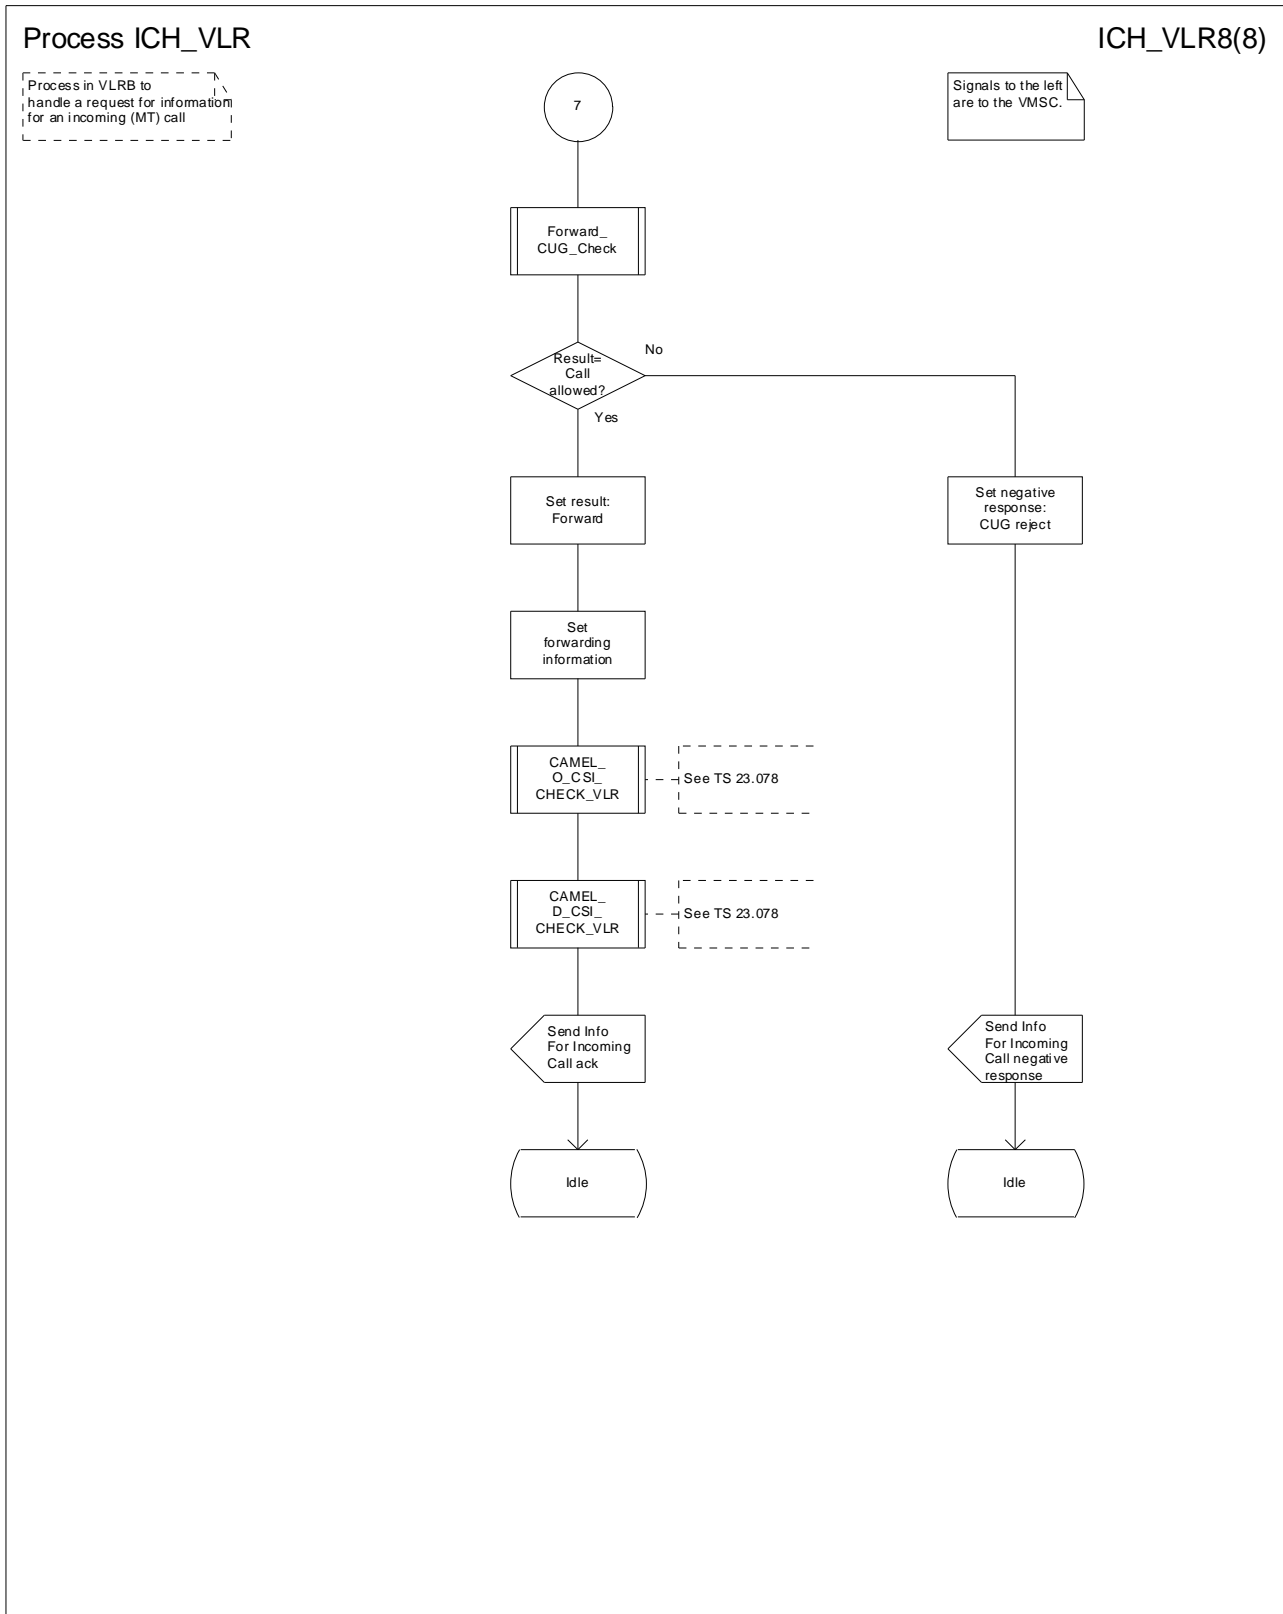 Process ICH_VLR
ICH_VLR8(8)
Process in VLRB to
handle a request for information
for an incoming (MT) call
7
Signals to the left
are to the VMSC.
Forward_
CUG_Check
Result=
Call
allowed?
No
Yes
Set result:
Forward
Set negative
response:
CUG reject
Set
forwarding
information
CAMEL_
O_CSI_
CHECK_VLR
See TS 23.078
CAMEL_
D_CSI_
CHECK_VLR
See TS 23.078
Send Info
For Incoming
Call ack
Send Info
For Incoming
Call negative
response
Idle
Idle